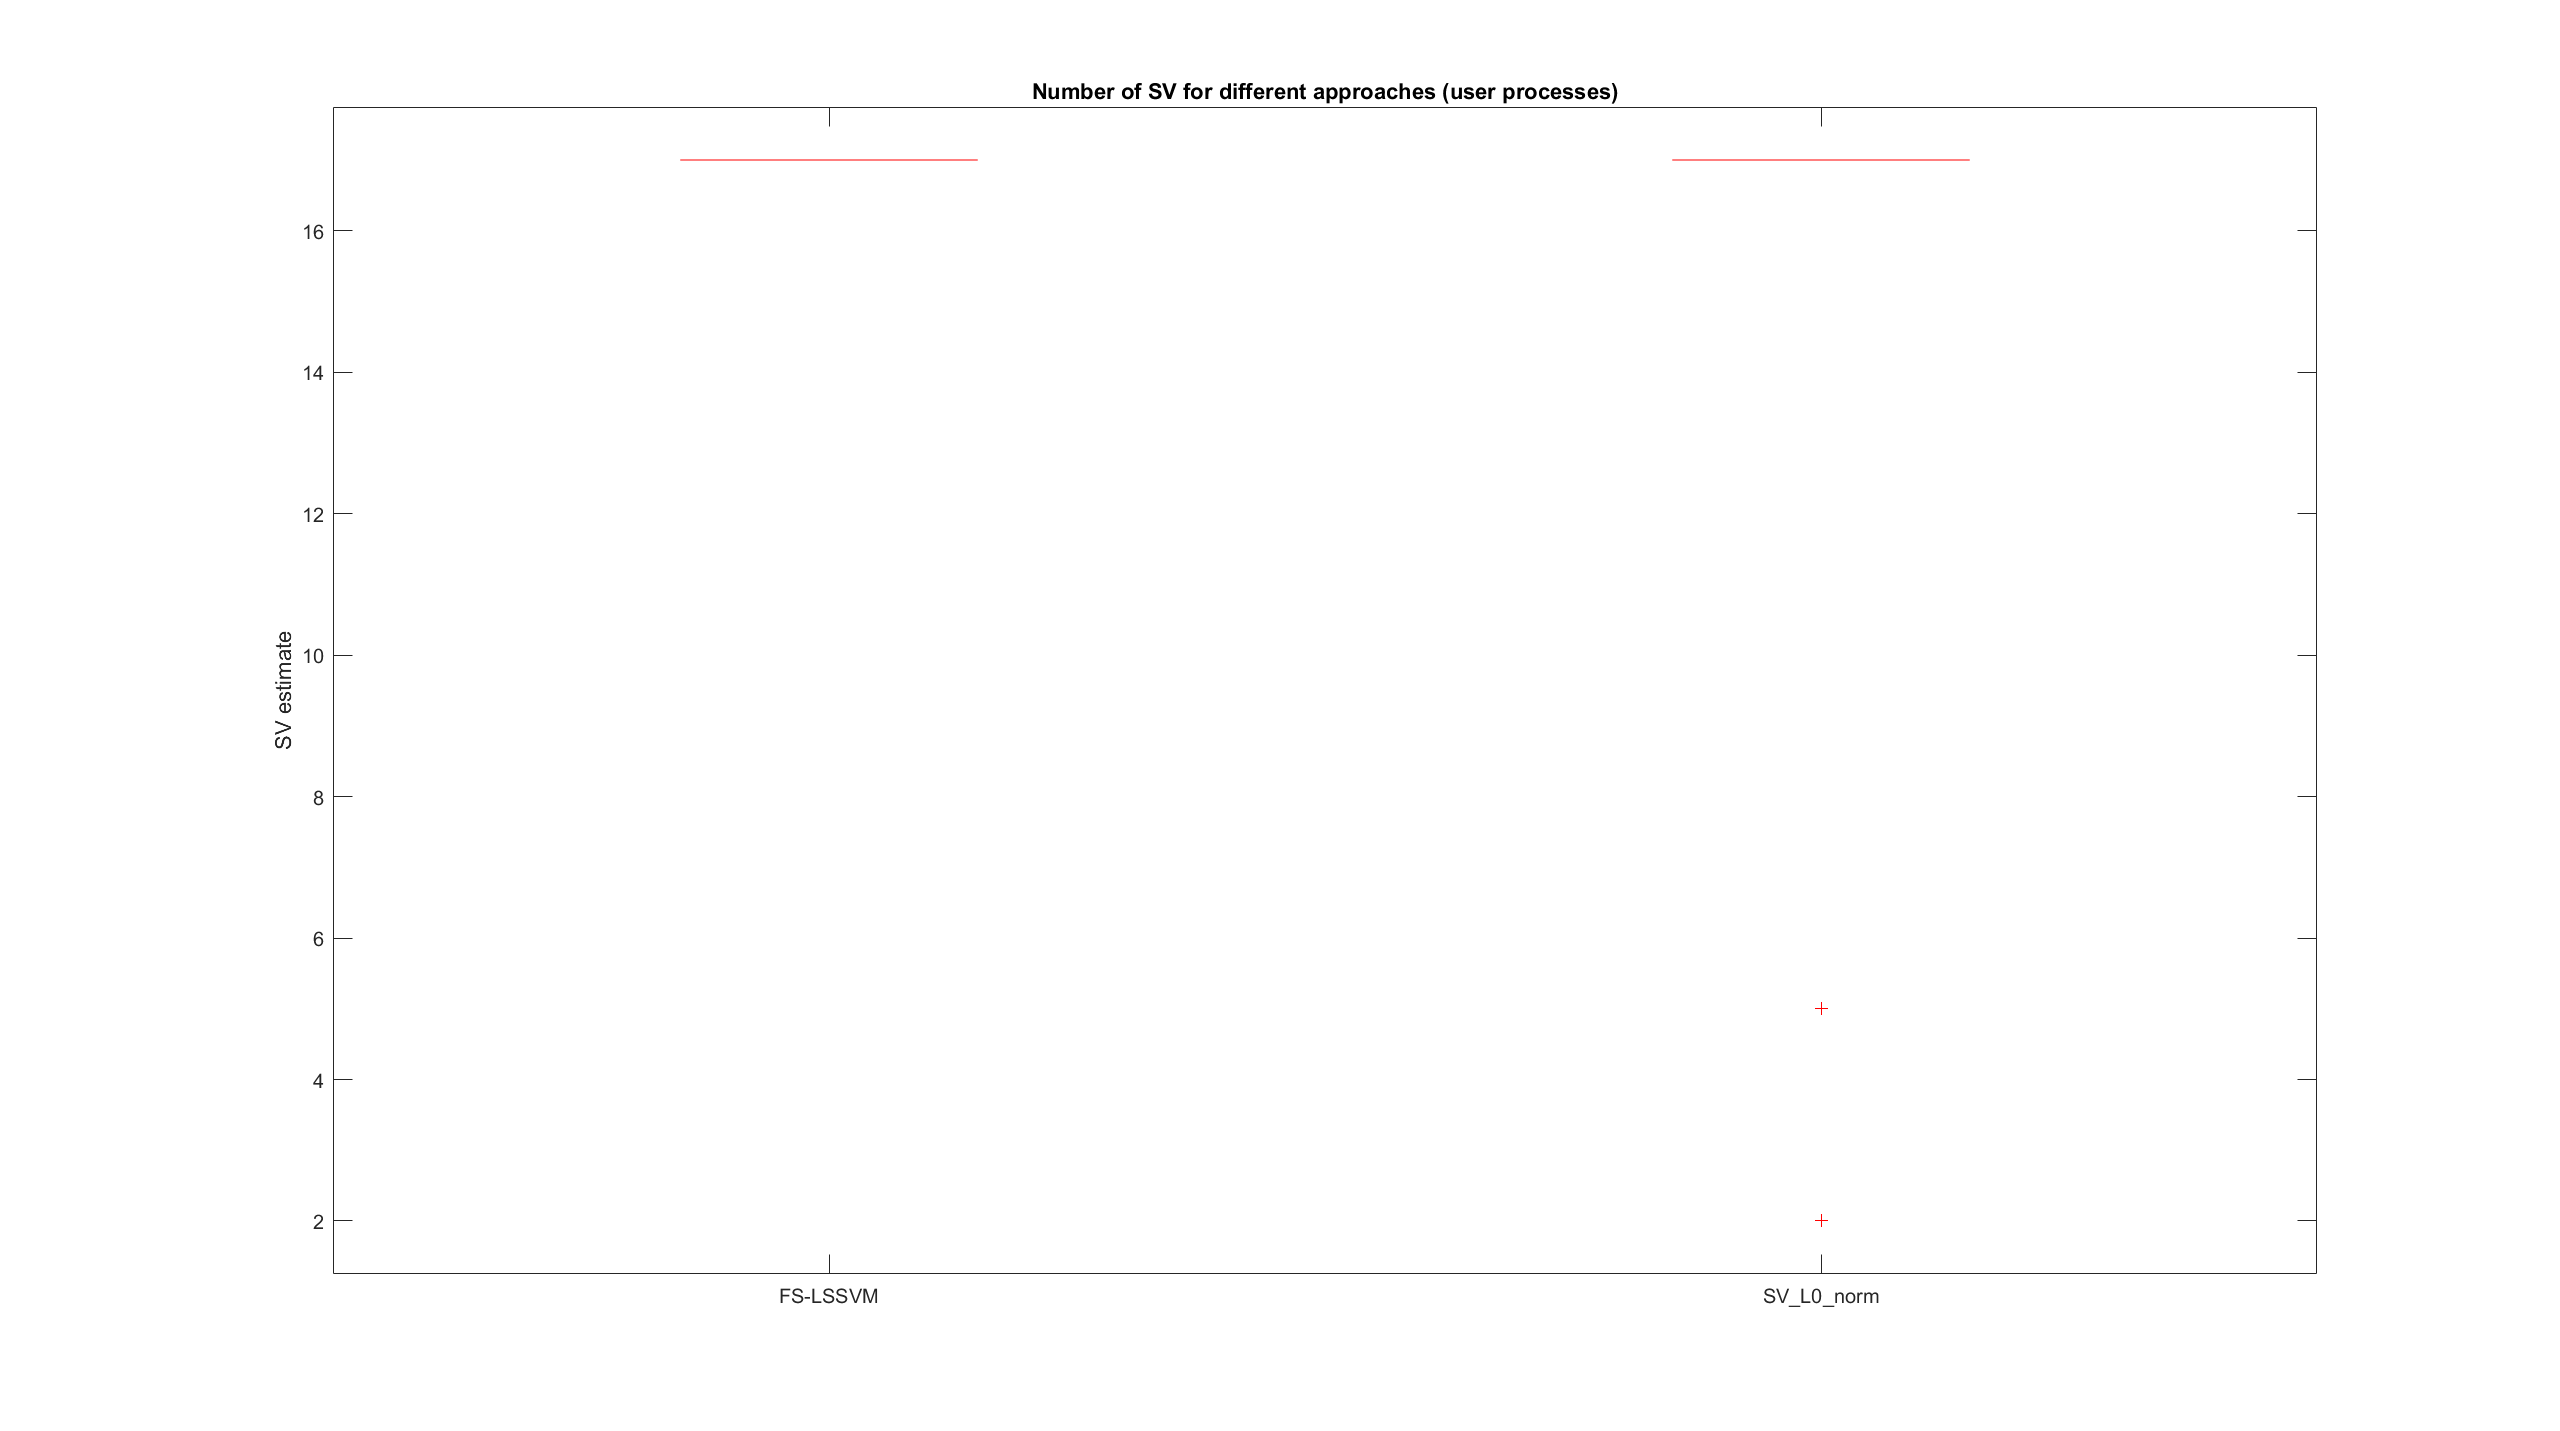 Number of SV for different approaches (user processes)
SV estimate
16
14
12
10
8
6
4
2
FS-LSSVM
SV_L0_norm